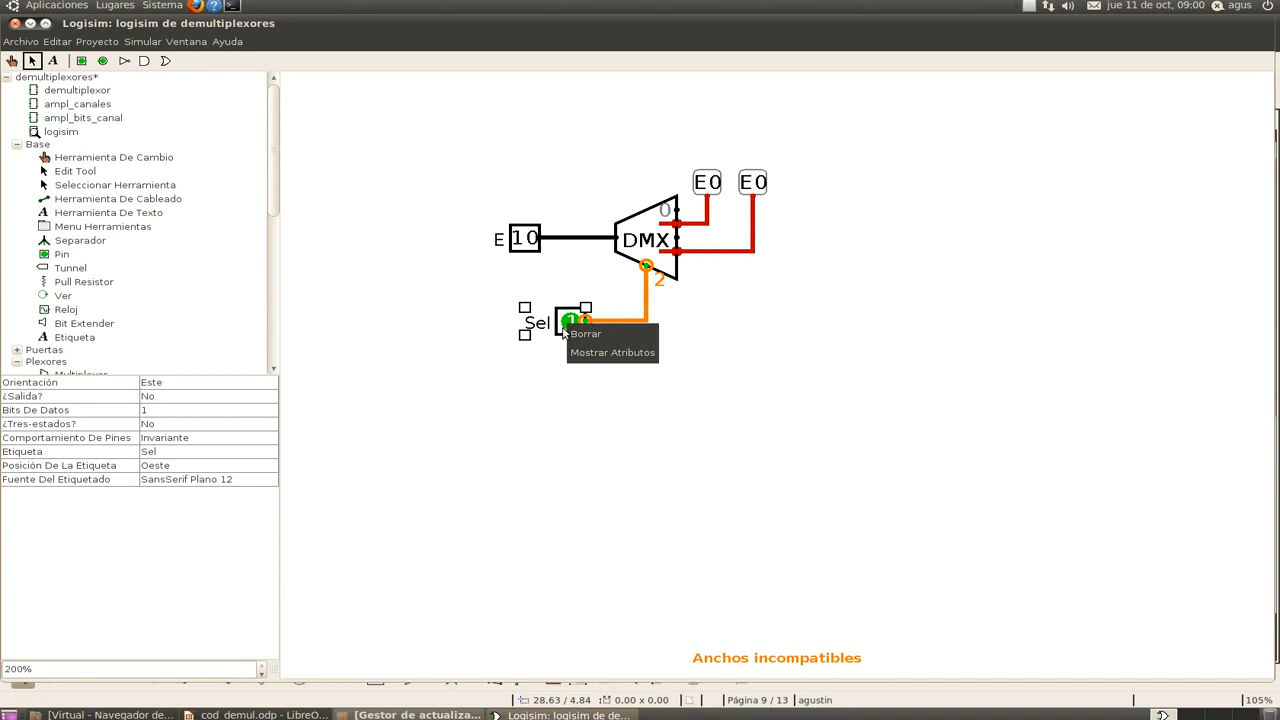 Aplicaciones Lugares Sistema
jue 11 de oct, 09:00 agus
Logisim: logisim de demultiplexores
Archivo Editar Proyecto Simular Ventana Ayuda
demultiplexores*
demultiplexor
ampl_canales
ampl_bits_canal
logisim
Base
Herramienta De Cambio
Edit Tool
Seleccionar Herramienta
Herramienta De Cableado
Herramienta De Texto
Menu Herramientas
Separador
Pin
Tunnel
Pull Resistor
Ver
Reloj
Bit Extender
Etiqueta
Puertas
Plexores
Multiplexor
Orientación Este
¿Salida? No
Bits De Datos 1
¿Tres-estados? No
Comportamiento De Pines Invariante
Etiqueta Sel
Posición De La Etiqueta Oeste
Fuente Del Etiquetado SansSerif Plano 12
200%
E0 E0
0
E 10 DMX
2
Sel 1
Borrar
Mostrar Atributos
Anchos incompatibles
28.63 / 4.84 0,00 x 0,00 Página 9 / 13 agustin 105%
[Virtual - Navegador de... cod_demul.odp - LibreO... [Gestor de actualiza... Logisim: logisim de de...